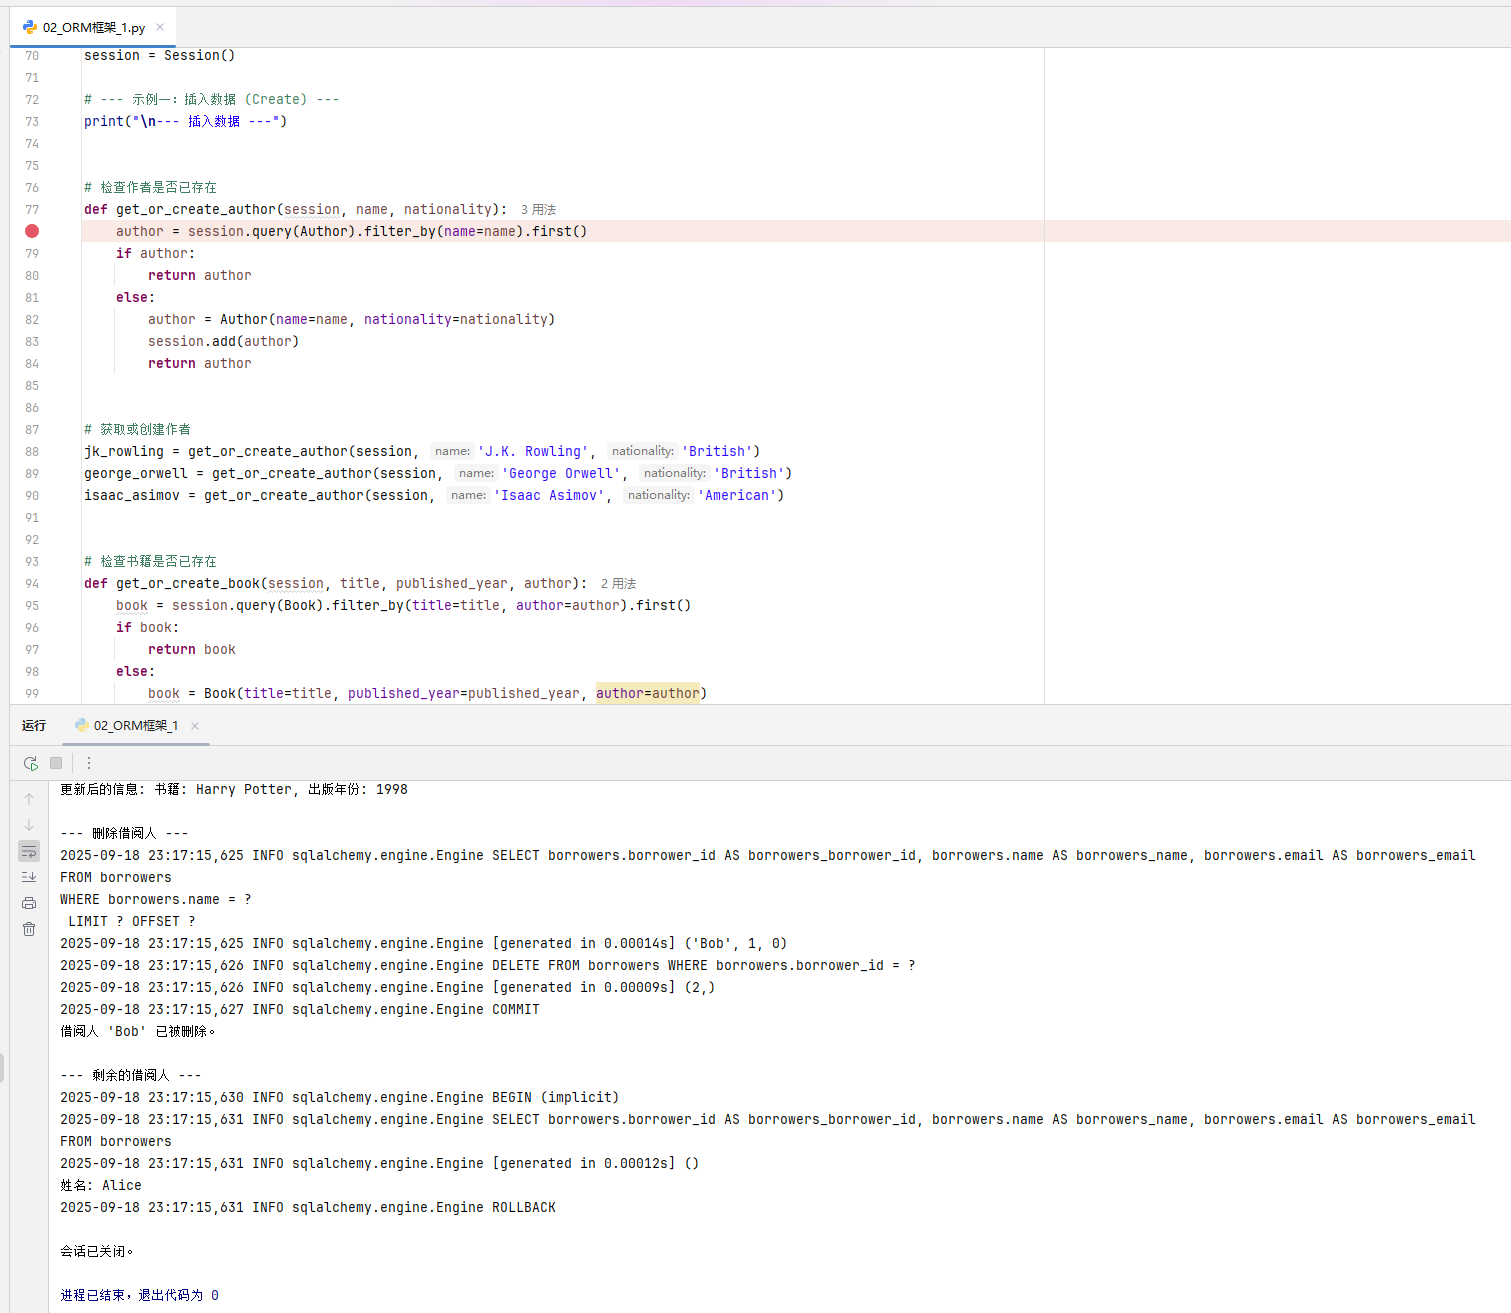 02_ORM框架_1.py
70 session = Session()
71
72 # --- 示例一：插入数据 (Create) ---
73 print("\n--- 插入数据 ---")
74
75
76 # 检查作者是否已存在
77 def get_or_create_author(session, name, nationality): 3 用法
author = session.query(Author).filter_by(name=name).first()
79 if author:
80 return author
81 else:
82 author = Author(name=name, nationality=nationality)
83 session.add(author)
84 return author
85
86
87 # 获取或创建作者
88 jk_rowling = get_or_create_author(session, name: 'J.K. Rowling', nationality: 'British')
89 george_orwell = get_or_create_author(session, name: 'George Orwell', nationality: 'British')
90 isaac_asimov = get_or_create_author(session, name: 'Isaac Asimov', nationality: 'American')
91
92
93 # 检查书籍是否已存在
94 def get_or_create_book(session, title, published_year, author): 2 用法
95 book = session.query(Book).filter_by(title=title, author=author).first()
96 if book:
97 return book
98 else:
99 book = Book(title=title, published_year=published_year, author=author)
运行 02_ORM框架_1
更新后的信息: 书籍: Harry Potter, 出版年份: 1998
--- 删除借阅人 ---
2025-09-18 23:17:15,625 INFO sqlalchemy.engine.Engine SELECT borrowers.borrower_id AS borrowers_borrower_id, borrowers.name AS borrowers_name, borrowers.email AS borrowers_email
FROM borrowers
WHERE borrowers.name = ?
LIMIT ? OFFSET ?
2025-09-18 23:17:15,625 INFO sqlalchemy.engine.Engine [generated in 0.00014s] ('Bob', 1, 0)
2025-09-18 23:17:15,626 INFO sqlalchemy.engine.Engine DELETE FROM borrowers WHERE borrowers.borrower_id = ?
2025-09-18 23:17:15,626 INFO sqlalchemy.engine.Engine [generated in 0.00009s] (2,)
2025-09-18 23:17:15,627 INFO sqlalchemy.engine.Engine COMMIT
借阅人 'Bob' 已被删除。
--- 剩余的借阅人 ---
2025-09-18 23:17:15,630 INFO sqlalchemy.engine.Engine BEGIN (implicit)
2025-09-18 23:17:15,631 INFO sqlalchemy.engine.Engine SELECT borrowers.borrower_id AS borrowers_borrower_id, borrowers.name AS borrowers_name, borrowers.email AS borrowers_email
FROM borrowers
2025-09-18 23:17:15,631 INFO sqlalchemy.engine.Engine [generated in 0.00012s] ()
姓名: Alice
2025-09-18 23:17:15,631 INFO sqlalchemy.engine.Engine ROLLBACK
会话已关闭。
进程已结束，退出代码为 0